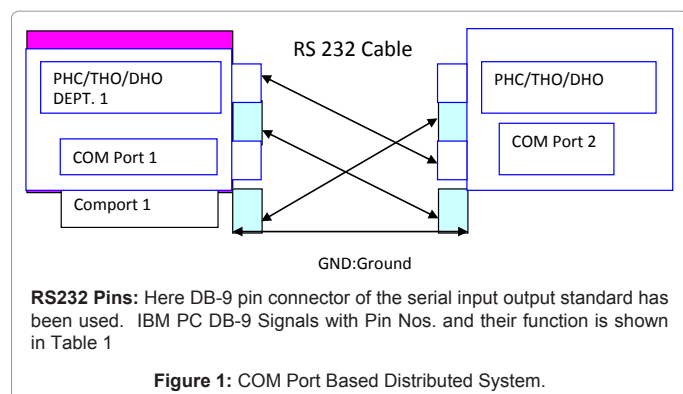 RS 232 Cable
PHC/THO/DHO
DEPT. 1
COM Port 1
Comport 1
PHC/THO/DHO
COM Port 2
GND:Ground
RS232 Pins: Here DB-9 pin connector of the serial input output standard has
been used. IBM PC DB-9 Signals with Pin Nos. and their function is shown
in Table 1
Figure 1: COM Port Based Distributed System.